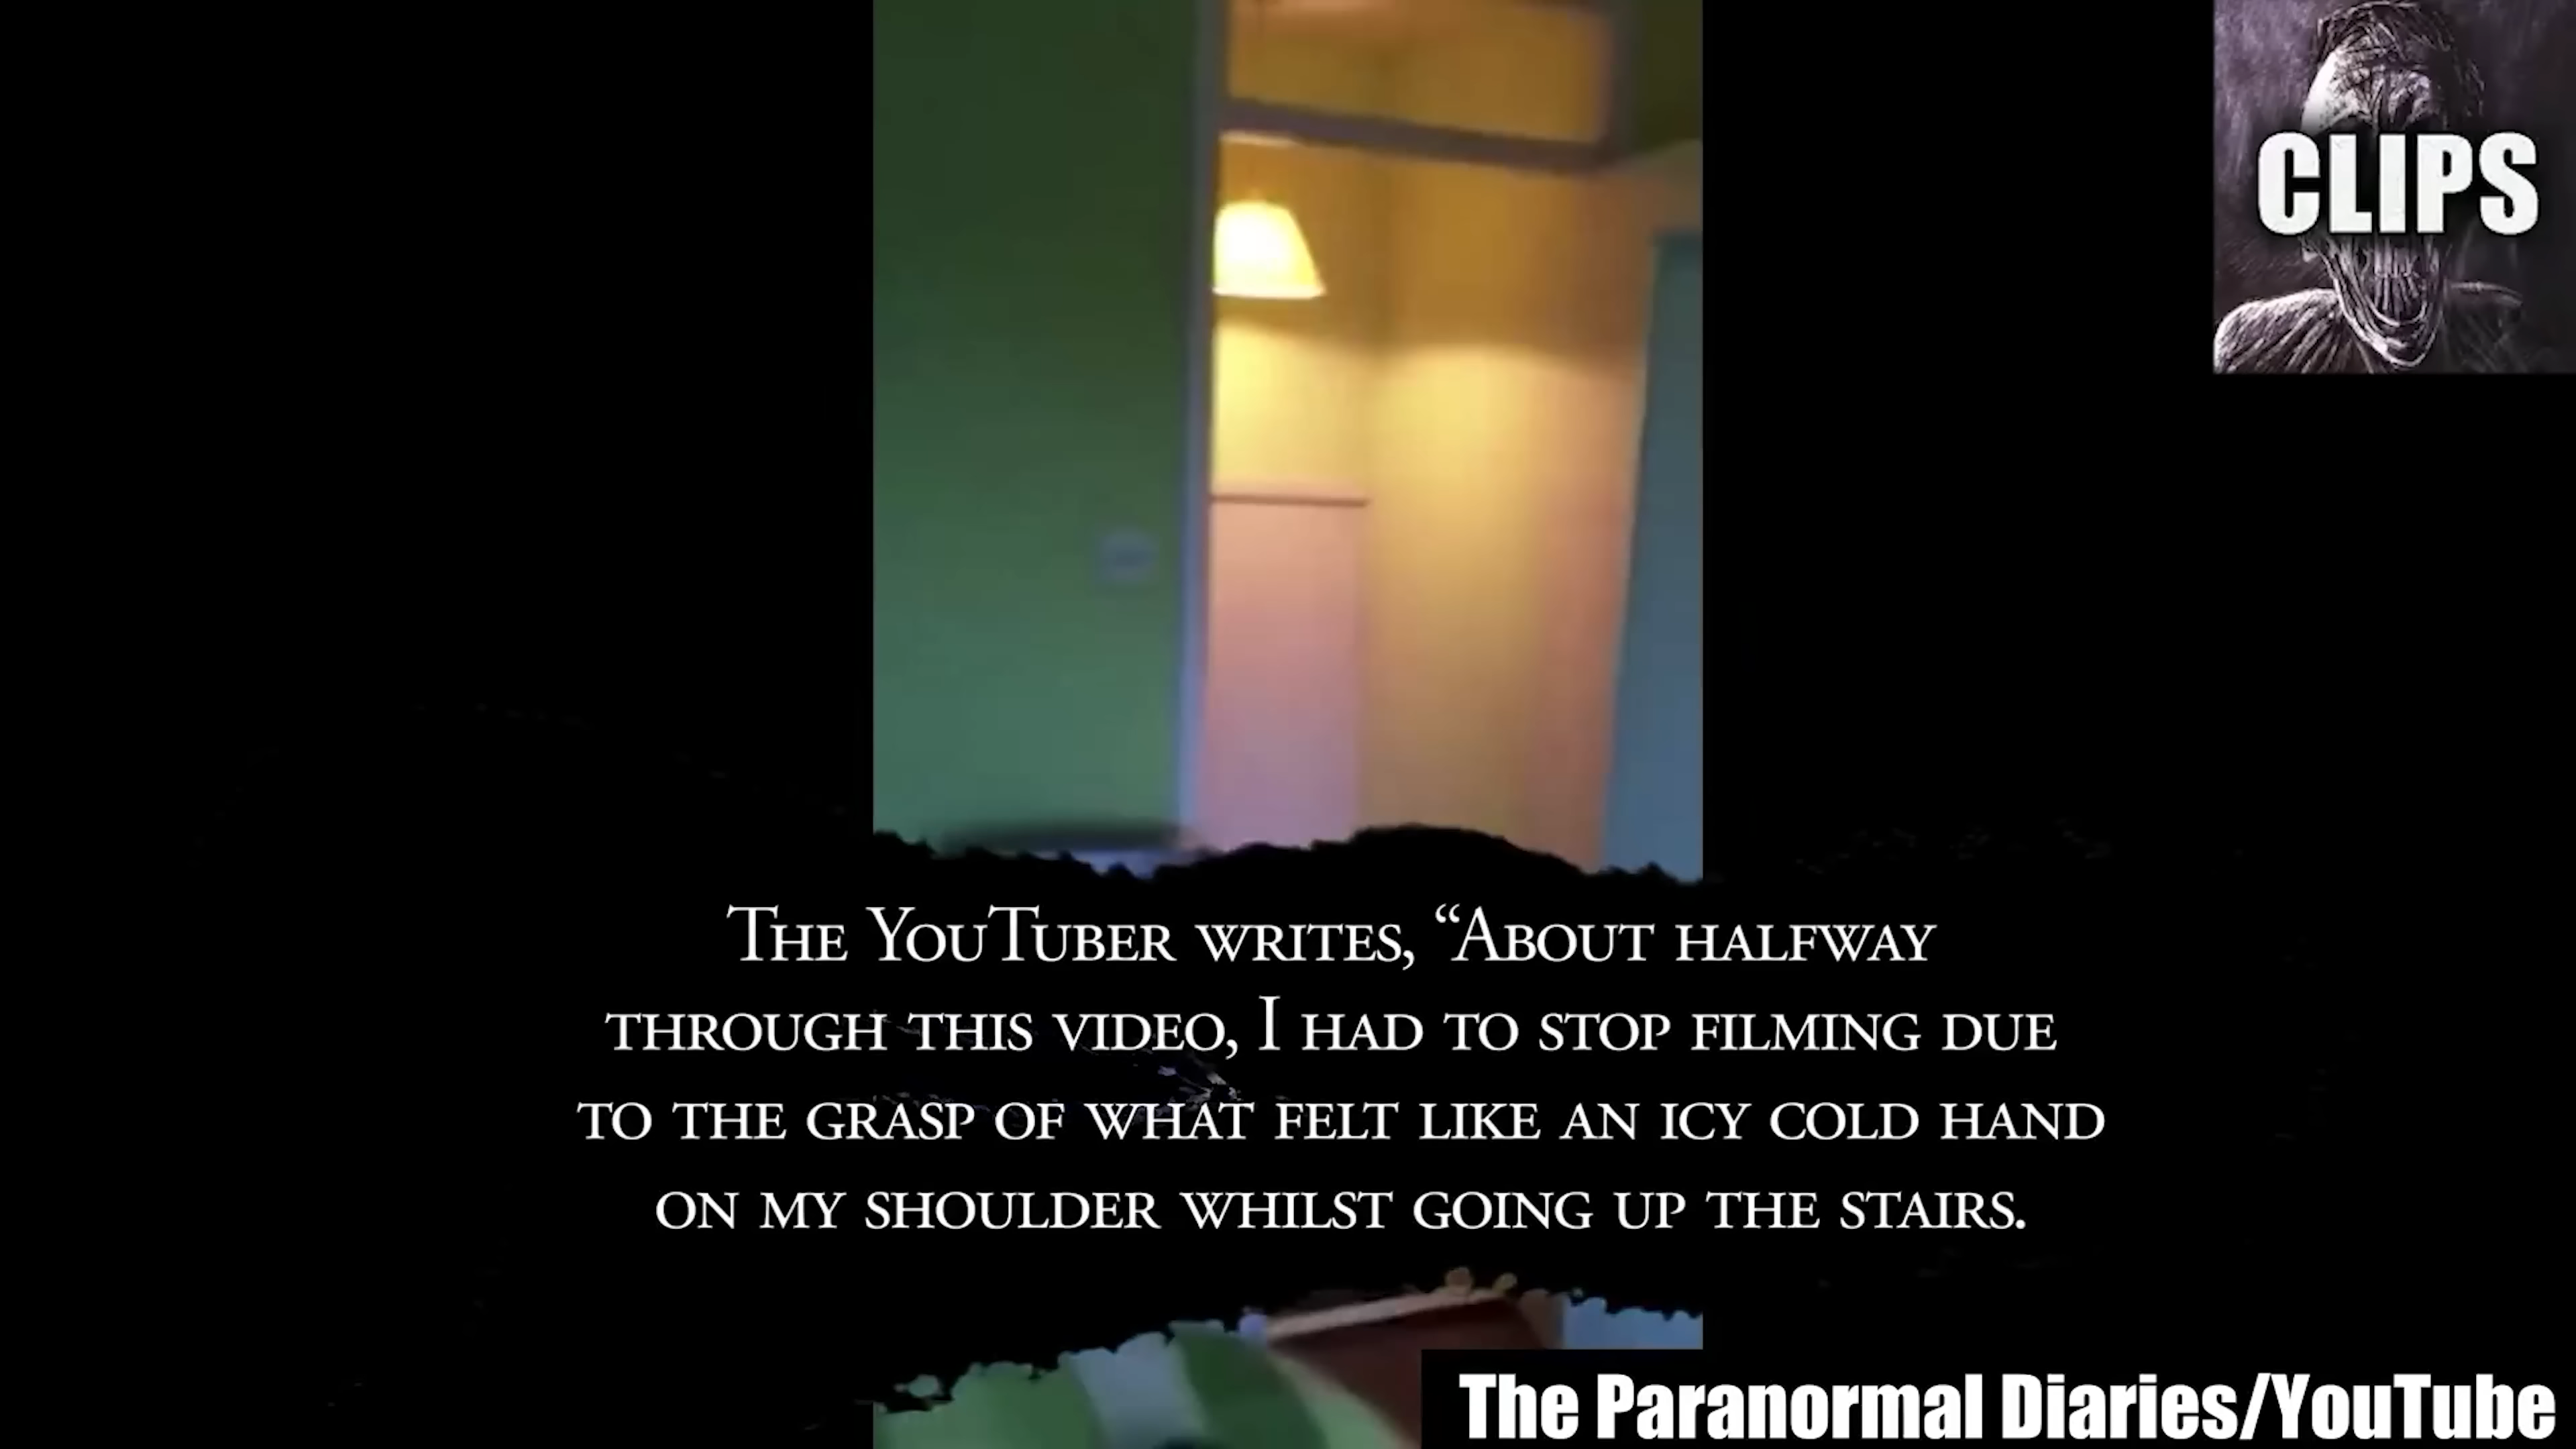 CLIPS
The YouTuber writes, “About halfway
through this video, I had to stop filming due
to the grasp of what felt like an icy cold hand
on my shoulder whilst going up the stairs.
The Paranormal Diaries/YouTube